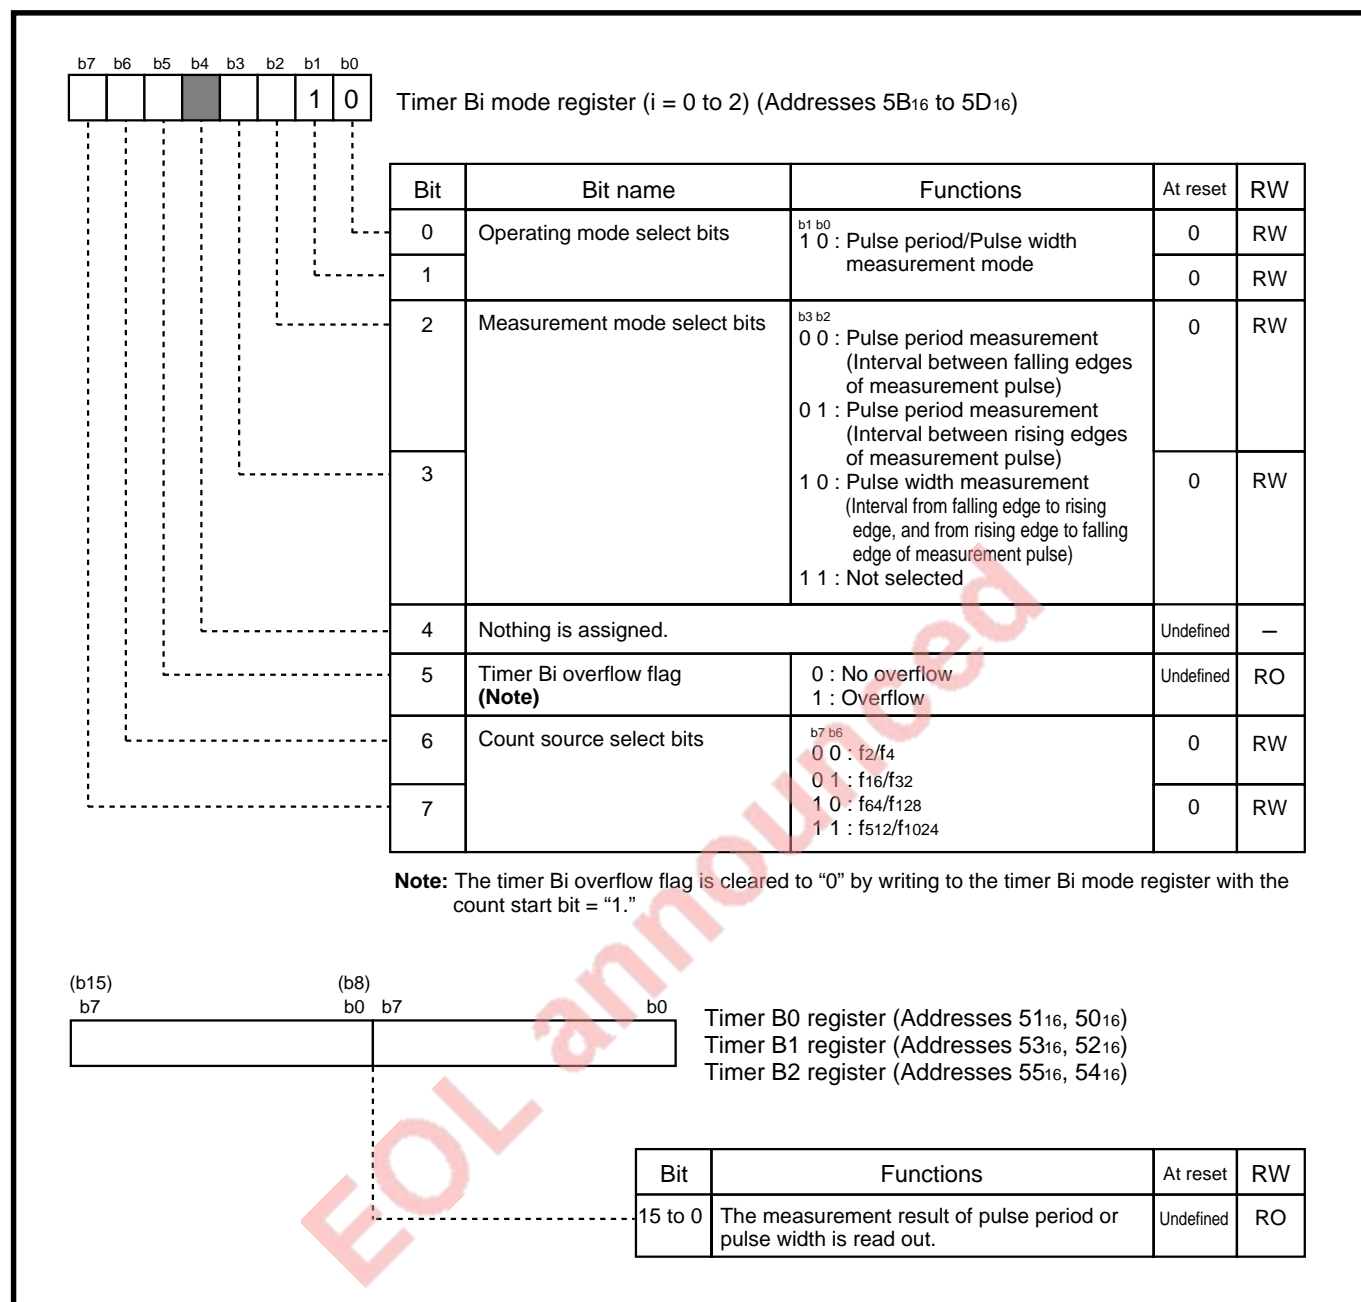 b7 b6 b5 b4 b3 b2 b1 b0
1 0
Timer Bi mode register (i = 0 to 2) (Addresses 5B16 to 5D16)
Bit Bit name Functions At reset RW
0 Operating mode select bits b1 b0 0 RW
1 0 : Pulse period/Pulse width
measurement mode
1 0 RW
2 Measurement mode select bits b3 b2 0 RW
0 0 : Pulse period measurement
(Interval between falling edges
of measurement pulse)
0 1 : Pulse period measurement
(Interval between rising edges
of measurement pulse)
3 0 RW
1 0 : Pulse width measurement
(Interval from falling edge to rising
edge, and from rising edge to falling
edge of measurement pulse)
1 1 : Not selected
4 Nothing is assigned. Undefined –
5 Timer Bi overflow flag 0 : No overflow Undefined RO
(Note) 1 : Overflow
6 Count source select bits b7 b6 0 RW
0 0 : f2/f4
0 1 : f16/f32
7 1 0 : f64/f128 0 RW
1 1 : f512/f1024
Note: The timer Bi overflow flag is cleared to “0” by writing to the timer Bi mode register with the
count start bit = “1.”
(b15) (b8)
b7 b0 b7 b0
Timer B0 register (Addresses 5116, 5016)
Timer B1 register (Addresses 5316, 5216)
Timer B2 register (Addresses 5516, 5416)
Bit Functions At reset RW
15 to 0 The measurement result of pulse period or Undefined RO
pulse width is read out.
EOL announced